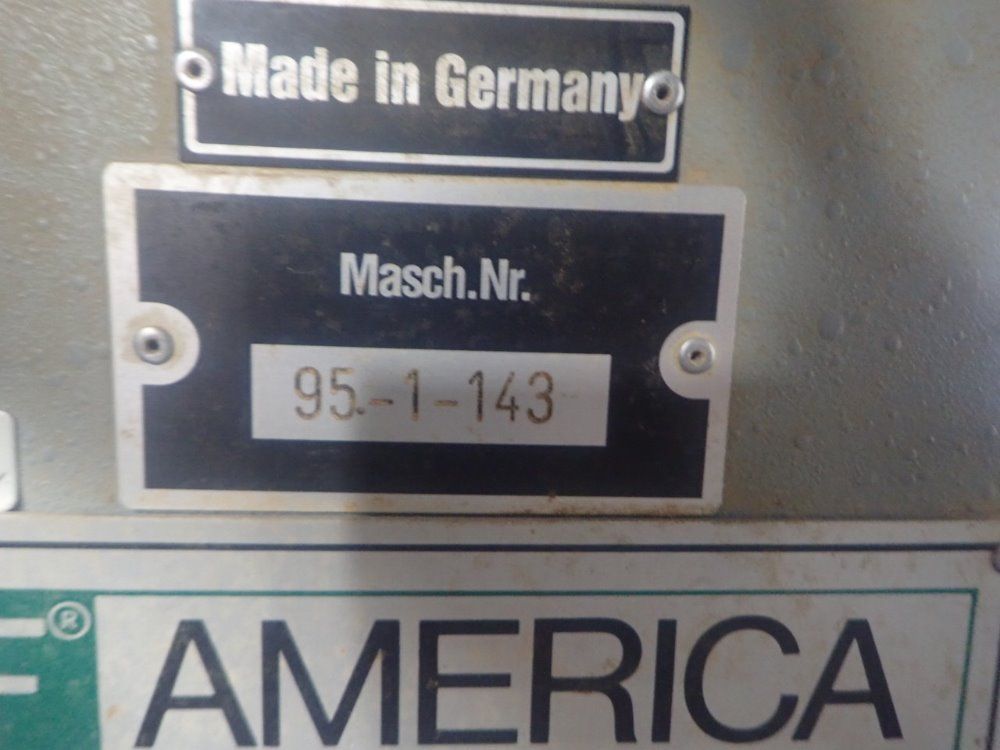 Made in Germany
Masch.Nr.
95.-1-143
® AMERICA